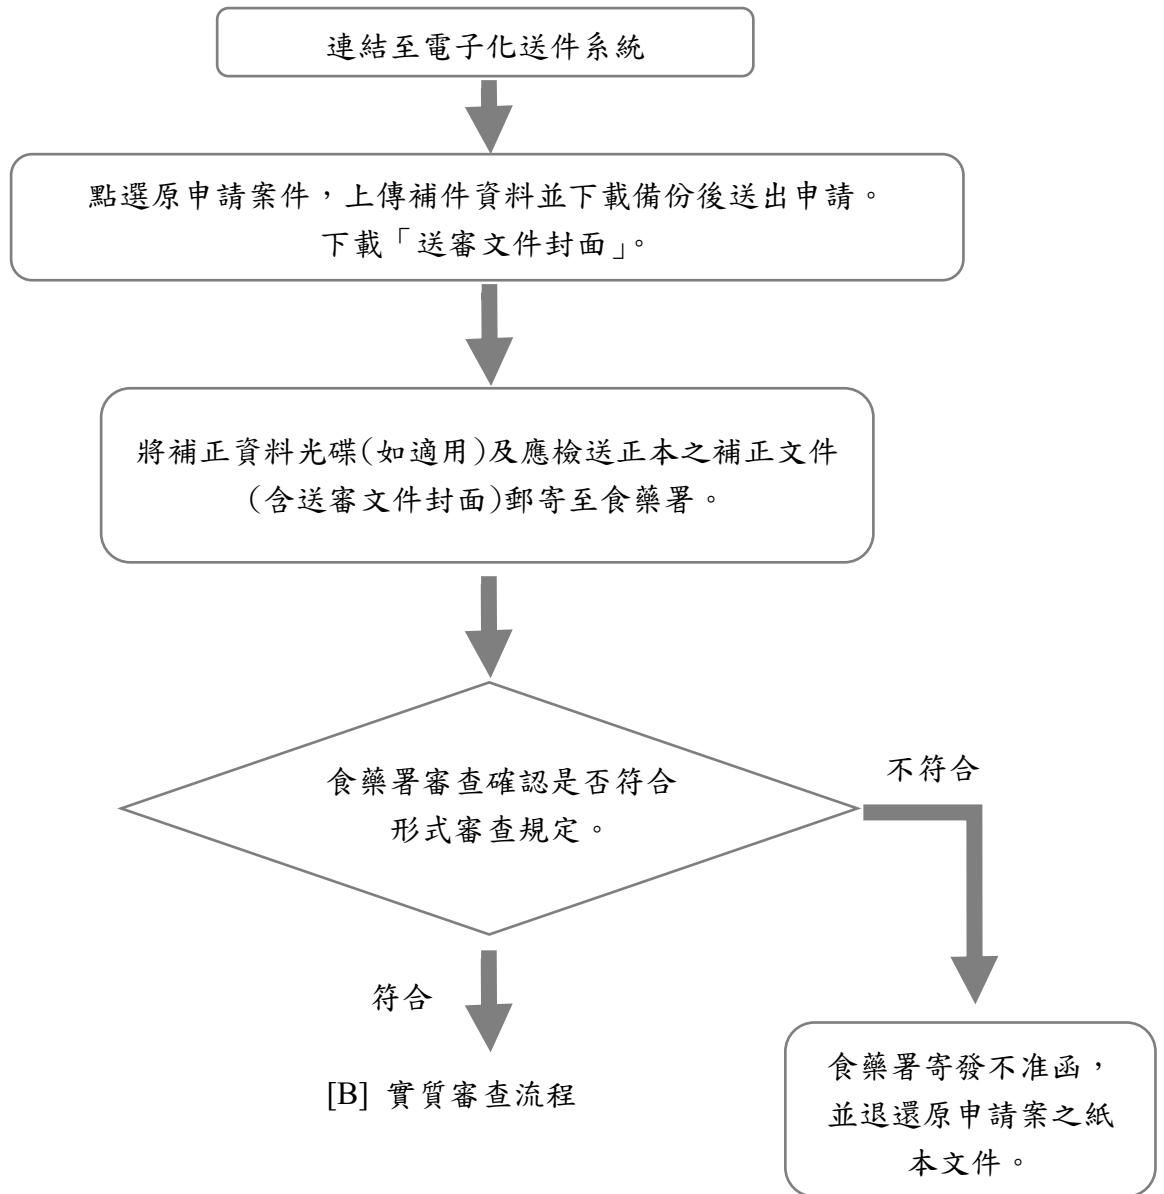 連結至電子化送件系統
點選原申請案件，上傳補件資料並下載備份後送出申請。
下載「送審文件封面」。
將補正資料光碟(如適用)及應檢送正本之補正文件
(含送審文件封面)郵寄至食藥署。
食藥署審查確認是否符合
形式審查規定。
不符合
符合
[B] 實質審查流程
食藥署寄發不准函，
並退還原申請案之紙
本文件。